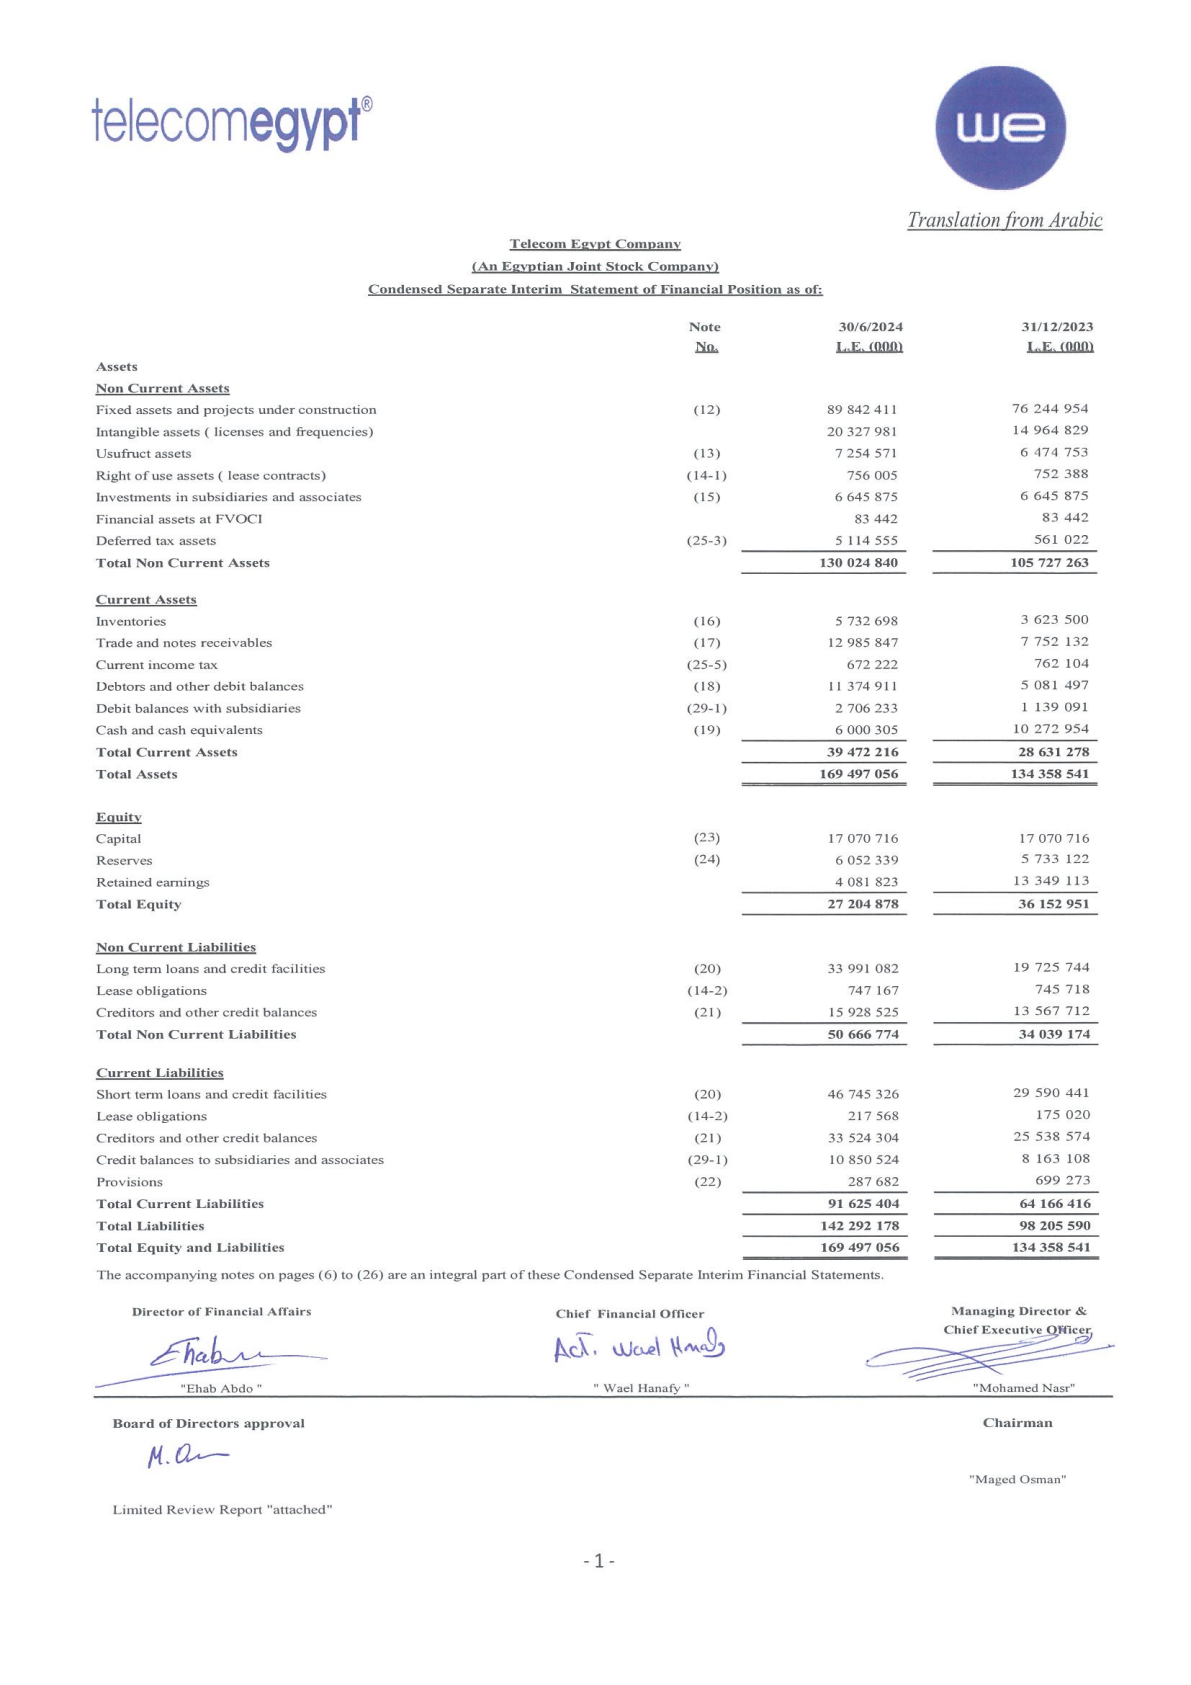 telecomegypt®
we
Translation from Arabic
Telecom Egypt Company
(An Egyptian Joint Stock Company)
Condensed Separate Interim Statement of Financial Position as of:
Note 30/6/2024 31/12/2023
No. L.E. (000) L.E. (000)
Assets
Non Current Assets
Fixed assets and projects under construction (12) 89 842 411 76 244 954
Intangible assets ( licenses and frequencies) 20 327 981 14 964 829
Usufruct assets (13) 7 254 571 6 474 753
Right of use assets ( lease contracts) (14-1) 756 005 752 388
Investments in subsidiaries and associates (15) 6 645 875 6 645 875
Financial assets at FVOCI 83 442 83 442
Deferred tax assets (25-3) 5 114 555 561 022
Total Non Current Assets 130 024 840 105 727 263
Current Assets
Inventories (16) 5 732 698 3 623 500
Trade and notes receivables (17) 12 985 847 7 752 132
Current income tax (25-5) 672 222 762 104
Debtors and other debit balances (18) 11 374 911 5 081 497
Debit balances with subsidiaries (29-1) 2 706 233 1 139 091
Cash and cash equivalents (19) 6 000 305 10 272 954
Total Current Assets 39 472 216 28 631 278
Total Assets 169 497 056 134 358 541
Equity
Capital (23) 17 070 716 17 070 716
Reserves (24) 6 052 339 5 733 122
Retained earnings 4 081 823 13 349 113
Total Equity 27 204 878 36 152 951
Non Current Liabilities
Long term loans and credit facilities (20) 33 991 082 19 725 744
Lease obligations (14-2) 747 167 745 718
Creditors and other credit balances (21) 15 928 525 13 567 712
Total Non Current Liabilities 50 666 774 34 039 174
Current Liabilities
Short term loans and credit facilities (20) 46 745 326 29 590 441
Lease obligations (14-2) 217 568 175 020
Creditors and other credit balances (21) 33 524 304 25 538 574
Credit balances to subsidiaries and associates (29-1) 10 850 524 8 163 108
Provisions (22) 287 682 699 273
Total Current Liabilities 91 625 404 64 166 416
Total Liabilities 142 292 178 98 205 590
Total Equity and Liabilities 169 497 056 134 358 541
The accompanying notes on pages (6) to (26) are an integral part of these Condensed Separate Interim Financial Statements.
Director of Financial Affairs Chief Financial Officer Managing Director &
Chief Executive Officer
Act. Wael
"Ehab Abdo " " Wael Hanafy " "Mohamed Nasr"
Board of Directors approval Chairman
"Maged Osman"
Limited Review Report "attached"
- 1 -